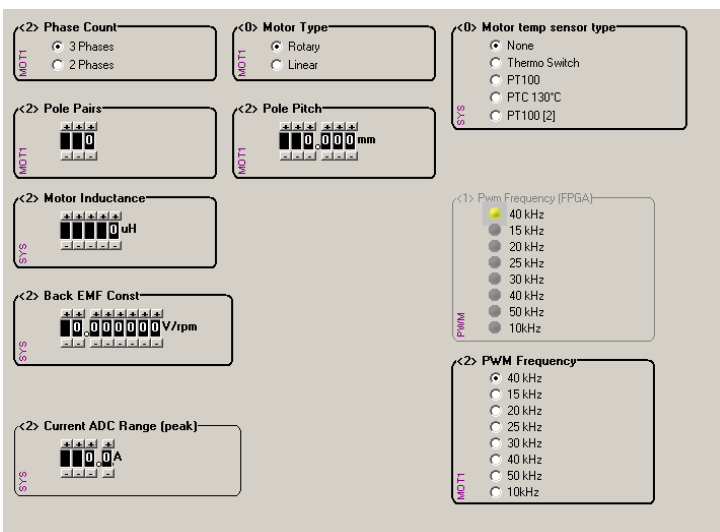 <2> Phase Count
3 Phases
2 Phases
MOT1
<0> Motor Type
Rotary
Linear
MOT1
<0> Motor temp sensor type
None
Thermo Switch
PT100
PTC 130°C
PT100 [2]
SYS
<2> Pole Pairs
0
MOT1
<2> Pole Pitch
0.000 mm
MOT1
<2> Motor Inductance
0 uH
SYS
<1> Pwm Frequency (FPGA)
40 kHz
15 kHz
20 kHz
25 kHz
30 kHz
40 kHz
50 kHz
10kHz
PWM
<2> Back EMF Const
0.000000 V/rpm
SYS
<2> PWM Frequency
40 kHz
15 kHz
20 kHz
25 kHz
30 kHz
40 kHz
50 kHz
10kHz
MOT1
<2> Current ADC Range (peak)
0.0 A
SYS